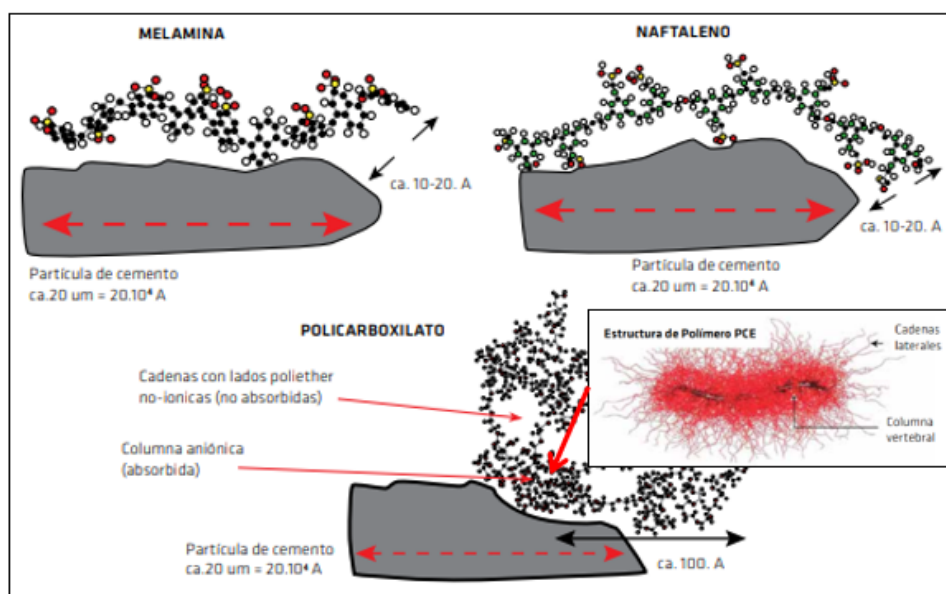 MELAMINA
NAFTALENO
ca. 10-20. A
ca. 10-20. A
Partícula de cemento
ca.20 um = 20.10⁴ A
Partícula de cemento
ca.20 um = 20.10⁴ A
POLICARBOXILATO
Estructura de Polímero PCE
Cadenas
laterales
Columna
vertebral
Cadenas con lados poliether
no-ionicas (no absorbidas)
Columna aniónica
(absorbida)
Partícula de cemento
ca.20 um = 20.10⁴ A
ca. 100. A